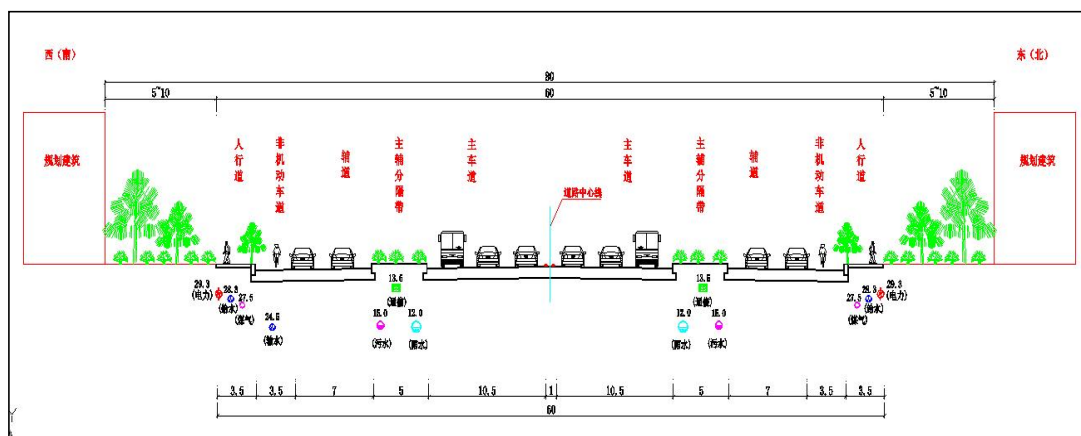 西（南）
东（北）
80
5~10
60
5~10
规划建筑
人行道
非机动车道
辅道
主辅分隔带
主车道
道路中心线
主车道
主辅分隔带
辅道
非机动车道
人行道
规划建筑
29.3
(电力)
28.3
(给水)
27.5
(煤气)
24.5
(输水)
13.5
(通信)
15.0
(污水)
12.0
(雨水)
13.5
(通信)
12.0
(雨水)
15.0
(污水)
27.5
(煤气)
28.3
(给水)
29.3
(电力)
3.5 3.5 7 5 10.5 1 10.5 5 7 3.5 3.5
60
Y